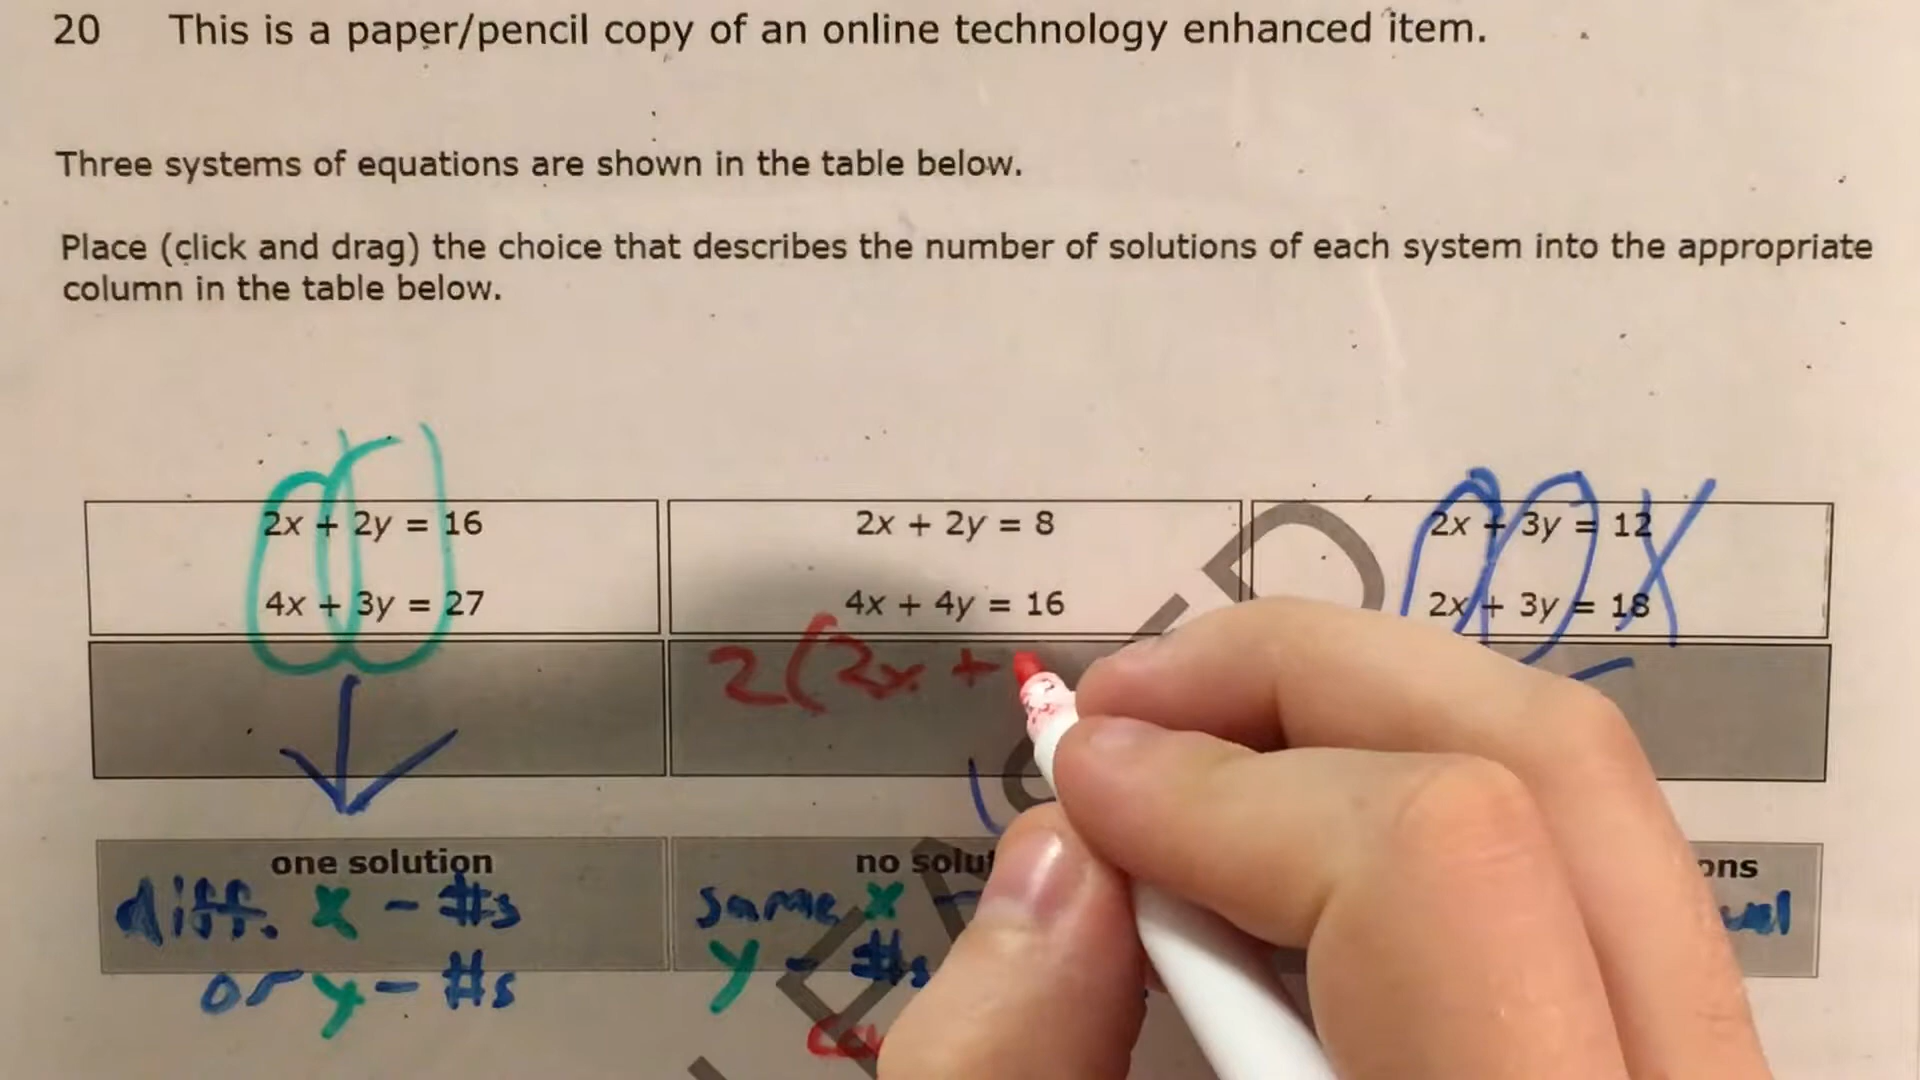 20 This is a paper/pencil copy of an online technology enhanced item.
Three systems of equations are shown in the table below.
Place (click and drag) the choice that describes the number of solutions of each system into the appropriate
column in the table below.
2x + 2y = 16
4x + 3y = 27
2x + 2y = 8
4x + 4y = 16
2x + 3y = 12
2x + 3y = 18
2(2x +
one solution
diff. x - #s
or y - #s
no
same x -
y - #s